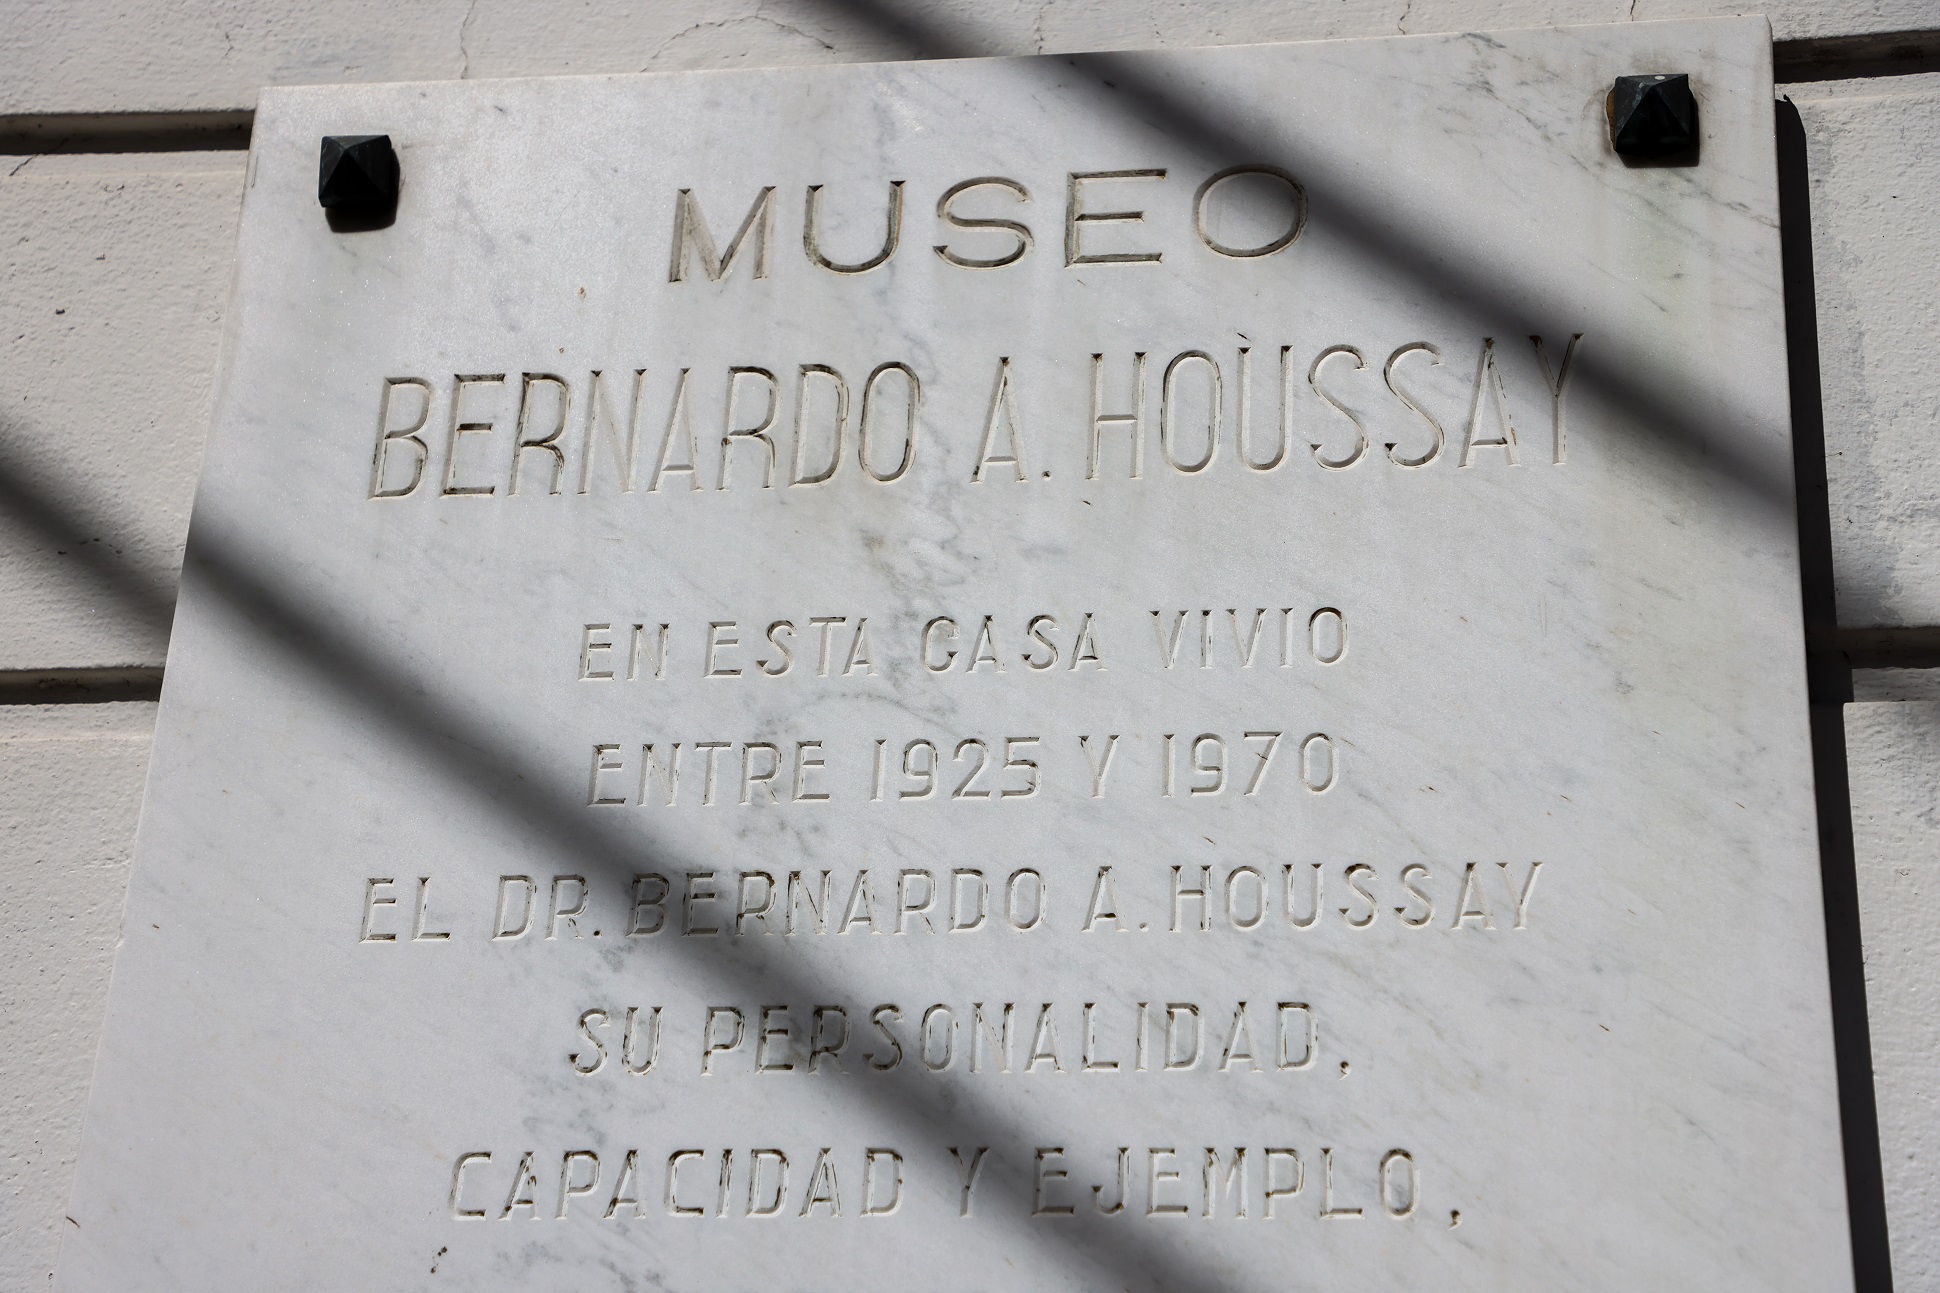 MUSEO
BERNARDO A. HOUSSAY
EN ESTA CASA VIVIO
ENTRE 1925 Y 1970
EL DR. BERNARDO A. HOUSSAY
SU PERSONALIDAD,
CAPACIDAD Y EJEMPLO,